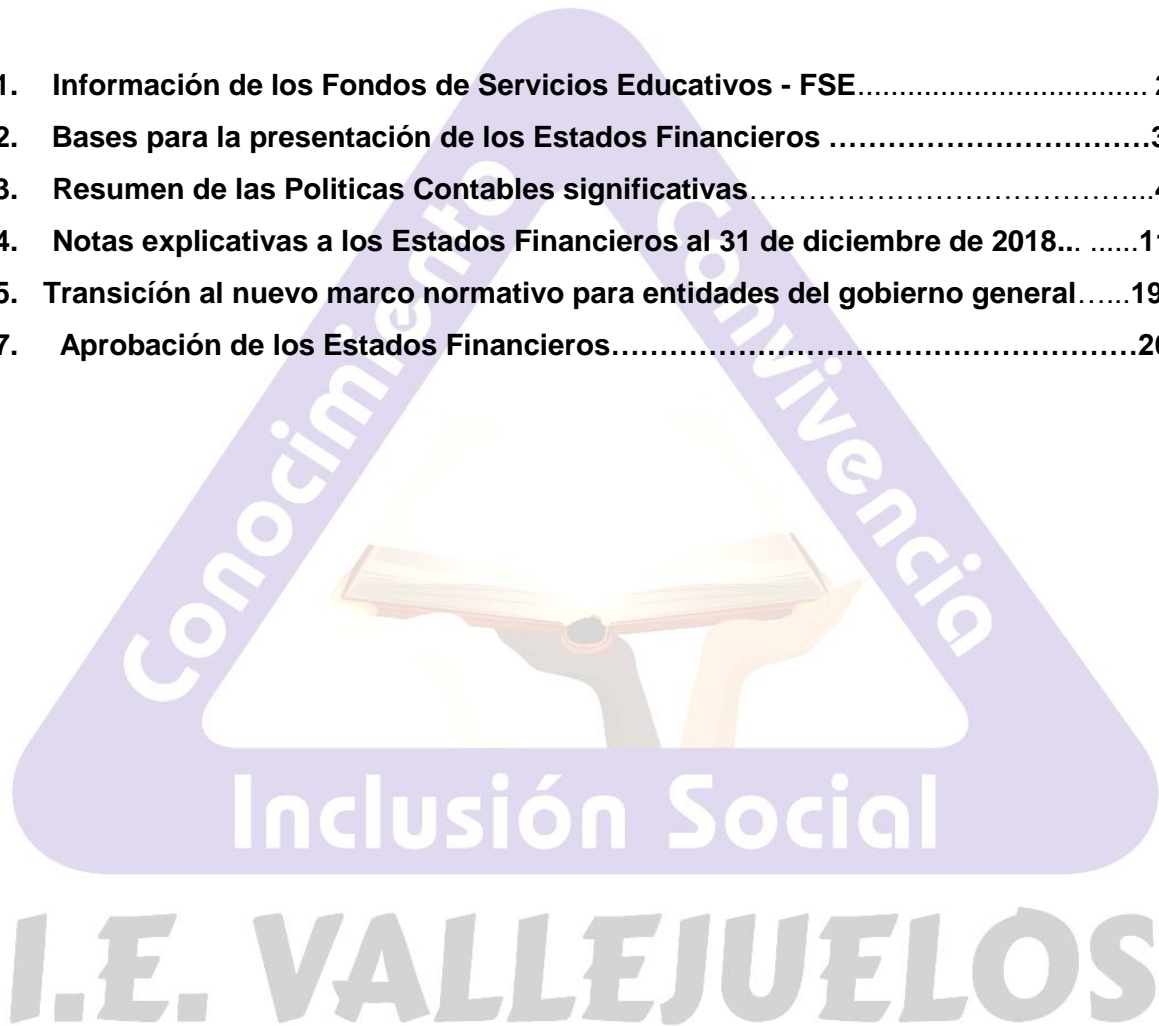 1. Información de los Fondos de Servicios Educativos - FSE.................................. 2
2. Bases para la presentación de los Estados Financieros ……………………………3
3. Resumen de las Politicas Contables significativas…………………………………...4
4. Notas explicativas a los Estados Financieros al 31 de diciembre de 2018... ......11
5. Transicíón al nuevo marco normativo para entidades del gobierno general…...19
7. Aprobación de los Estados Financieros……………………………………………
Conocimiento
Convivencia
Inclusión Social
I.E. VALLEJUELOS